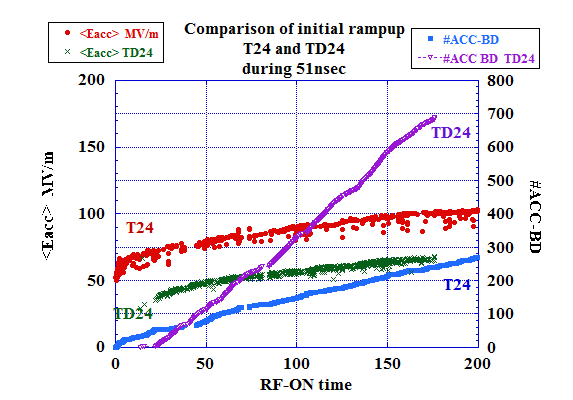 Comparison of initial rampup
T24 and TD24
during 51nsec
<Eacc> MV/m
<Eacc> TD24
#ACC-BD
#ACC BD TD24
200
150
100
50
0
<Eacc> MV/m
800
700
600
500
400
300
200
100
0
#ACC-BD
TD24
T24
TD24
T24
0
50
100
150
200
RF-ON time